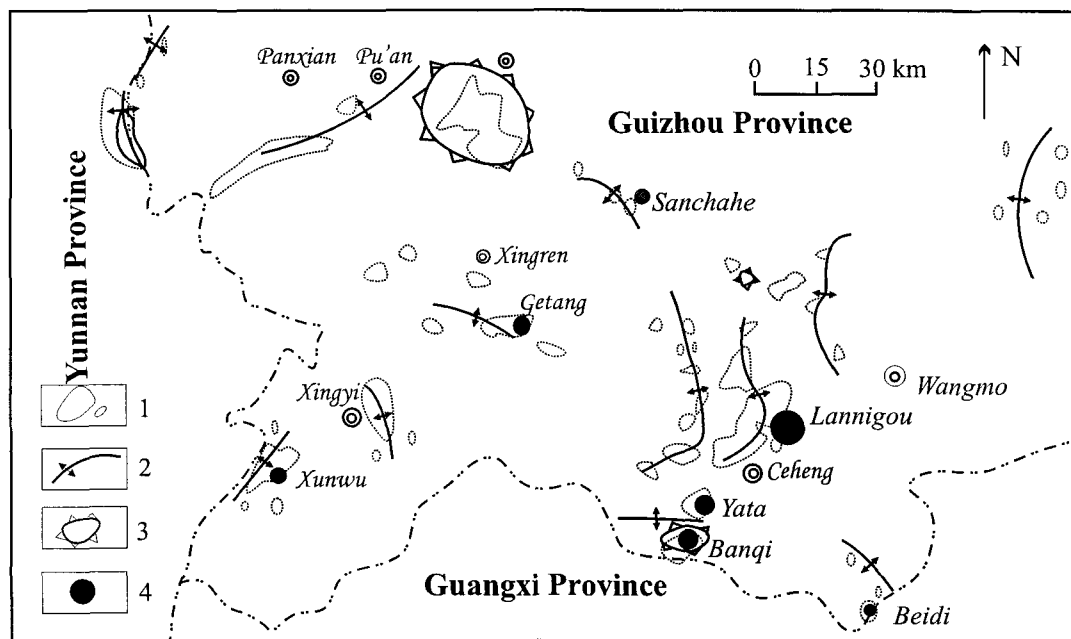 Panxian
Pu'an
0 15 30 km
N
Guizhou Province
Yunnan Province
Sanchahe
Xingren
Getang
Xingyi
Wangmo
Lannigou
Xunwu
Ceheng
Yata
Banqi
Guangxi Province
Beidi
1
2
3
4